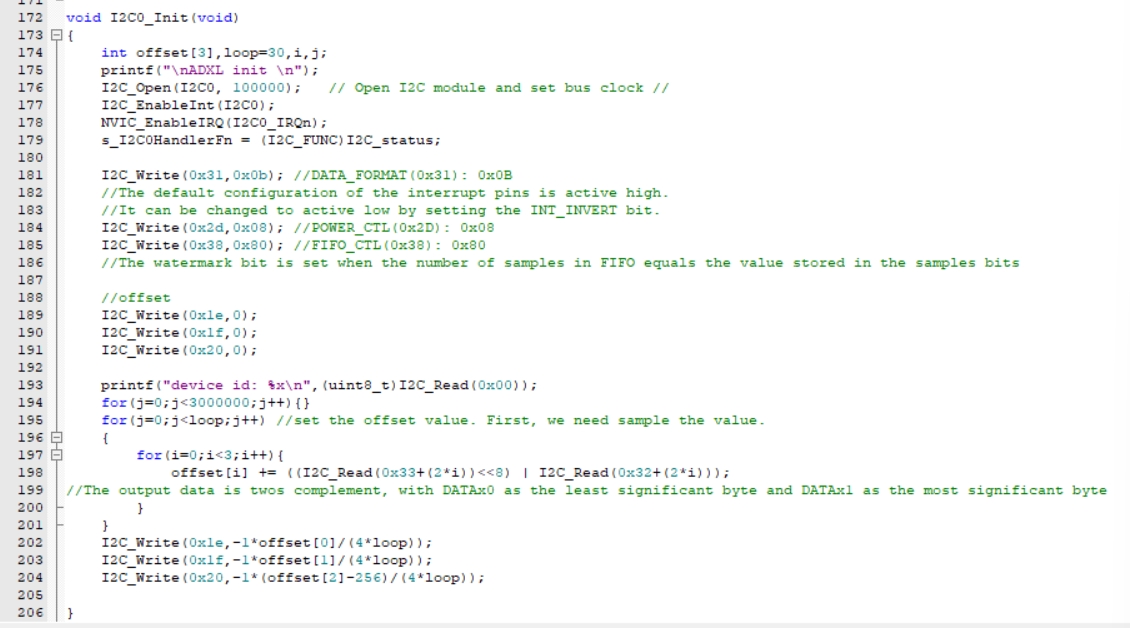 171
172 void I2C0_Init(void)
173 {
174 int offset[3],loop=30,i,j;
175 printf("\nADXL init \n");
176 I2C_Open(I2C0, 100000); // Open I2C module and set bus clock //
177 I2C_EnableInt(I2C0);
178 NVIC_EnableIRQ(I2C0_IRQn);
179 s_I2C0HandlerFn = (I2C_FUNC)I2C_status;
180
181 I2C_Write(0x31,0x0b); //DATA_FORMAT(0x31): 0x0B
182 //The default configuration of the interrupt pins is active high.
183 //It can be changed to active low by setting the INT_INVERT bit.
184 I2C_Write(0x2d,0x08); //POWER_CTL(0x2D): 0x08
185 I2C_Write(0x38,0x80); //FIFO_CTL(0x38): 0x80
186 //The watermark bit is set when the number of samples in FIFO equals the value stored in the samples bits
187
188 //offset
189 I2C_Write(0x1e,0);
190 I2C_Write(0x1f,0);
191 I2C_Write(0x20,0);
192
193 printf("device id: %x\n",(uint8_t)I2C_Read(0x00));
194 for(j=0;j<3000000;j++){}
195 for(j=0;j<loop;j++) //set the offset value. First, we need sample the value.
196 {
197 for(i=0;i<3;i++){
198 offset[i] += ((I2C_Read(0x33+(2*i))<<8) | I2C_Read(0x32+(2*i)));
199 //The output data is twos complement, with DATAx0 as the least significant byte and DATAx1 as the most significant byte
200 }
201 }
202 I2C_Write(0x1e,-1*offset[0]/(4*loop));
203 I2C_Write(0x1f,-1*offset[1]/(4*loop));
204 I2C_Write(0x20,-1*(offset[2]-256)/(4*loop));
205
206 }